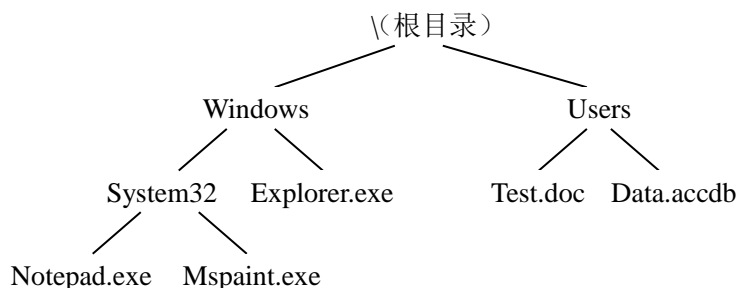 \(根目录)
Windows Users
System32 Explorer.exe Test.doc Data.accdb
Notepad.exe Mspaint.exe